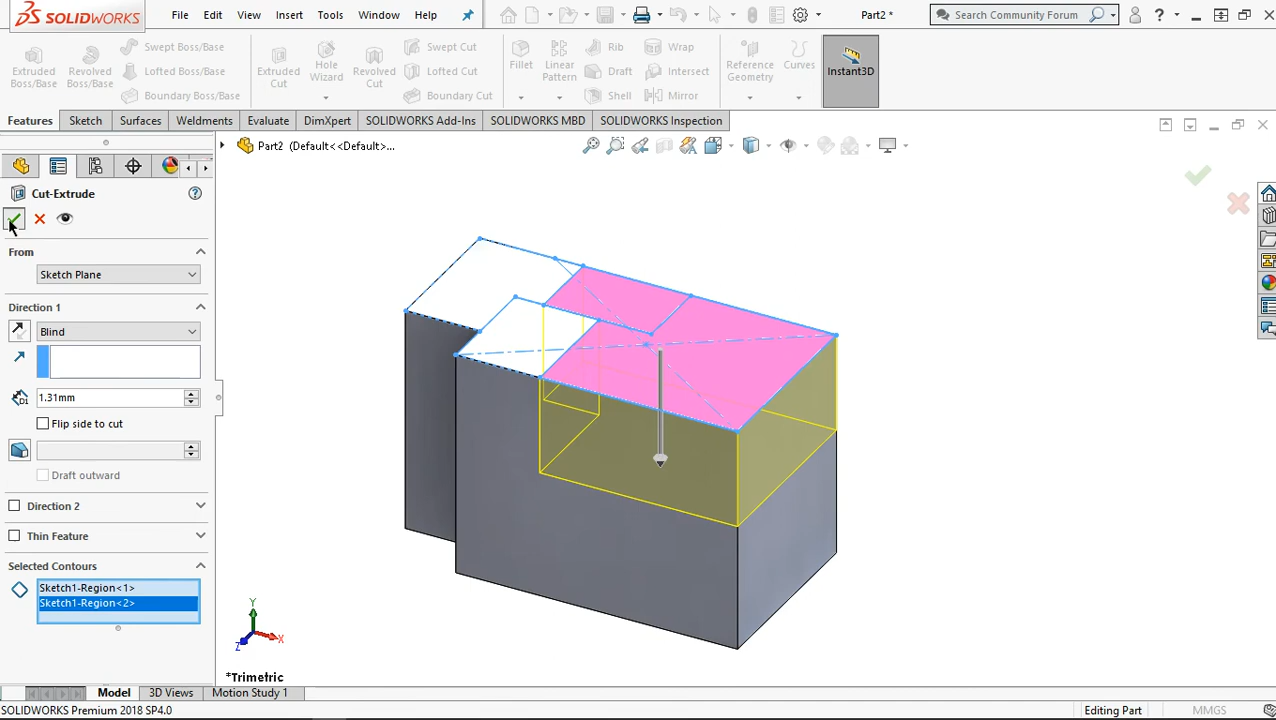 SOLIDWORKS File Edit View Insert Tools Window Help Part2 * Search Community Forum ?
Extruded Boss/Base
Revolved Boss/Base
Swept Boss/Base
Lofted Boss/Base
Boundary Boss/Base
Extruded Cut
Hole Wizard
Revolved Cut
Swept Cut
Lofted Cut
Boundary Cut
Fillet
Linear Pattern
Rib
Draft
Shell
Wrap
Intersect
Mirror
Reference Geometry
Curves
Instant3D
Features Sketch Surfaces Weldments Evaluate DimXpert SOLIDWORKS Add-Ins SOLIDWORKS MBD SOLIDWORKS Inspection
Part2 (Default<<Default>...
Cut-Extrude
From
Sketch Plane
Direction 1
Blind
1.31mm
Flip side to cut
Draft outward
Direction 2
Thin Feature
Selected Contours
Sketch1-Region<1>
Sketch1-Region<2>
Y
X
Z
*Trimetric
Model 3D Views Motion Study 1
SOLIDWORKS Premium 2018 SP4.0 Editing Part MMGS